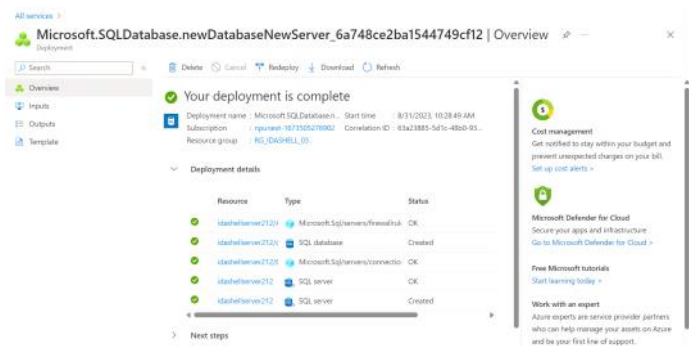 All services >
Microsoft.SQLDatabase.newDatabaseNewServer_6a748ce2ba1544749cf12 | Overview
Deployment
Search
Delete Cancel Redeploy Download Refresh
Overview
Inputs
Outputs
Template
Your deployment is complete
Deployment name : Microsoft.SQLDatabase.n... Start time : 8/31/2023, 10:28:49 AM
Subscription : Correlation ID :
Resource group : RG_IDASHELL_03
Deployment details
Resource Type Status
Microsoft.Sql/servers/firewallrul OK
SQL database Created
Microsoft.Sql/servers/connectio OK
idashellserver212 SQL server OK
idashellserver212 SQL server Created
Next steps
Cost management
Get notified to stay within your budget and
prevent unexpected charges on your bill.
Set up cost alerts >
Microsoft Defender for Cloud
Secure your apps and infrastructure
Go to Microsoft Defender for Cloud >
Free Microsoft tutorials
Start learning today >
Work with an expert
Azure experts are service provider partners
who can help manage your assets on Azure
and be your first line of support.